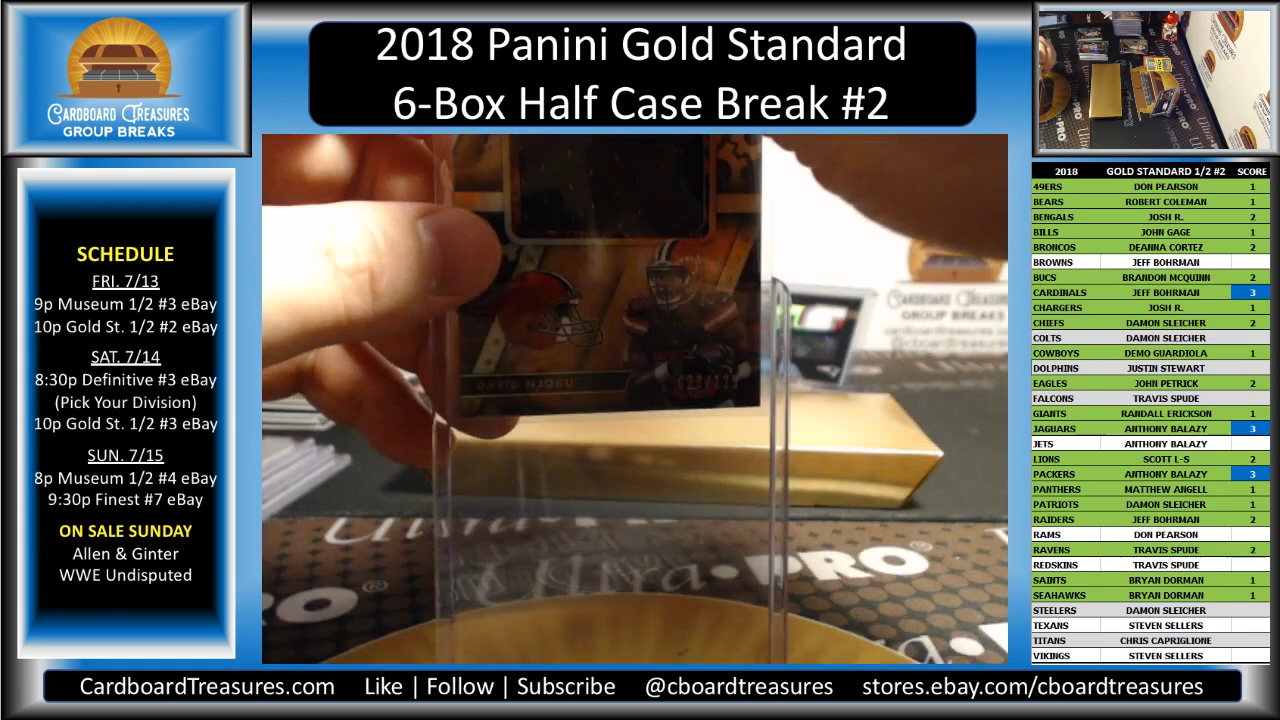 CARDBOARD TREASURES
GROUP BREAKS
2018 Panini Gold Standard
6-Box Half Case Break #2
SCHEDULE
FRI. 7/13
9p Museum 1/2 #3 eBay
10p Gold St. 1/2 #2 eBay
SAT. 7/14
8:30p Definitive #3 eBay
(Pick Your Division)
10p Gold St. 1/2 #3 eBay
SUN. 7/15
8p Museum 1/2 #4 eBay
9:30p Finest #7 eBay
ON SALE SUNDAY
Allen & Ginter
WWE Undisputed
DAVID NJOKU
CARDBOARD TREASURES
GROUP BREAKS
Ultra PRO
Ultra•PRO®
PRO®
2018 GOLD STANDARD 1/2 #2 SCORE
49ERS DON PEARSON 1
BEARS ROBERT COLEMAN 1
BENGALS JOSH R. 2
BILLS JOHN GAGE 1
BRONCOS DEANNA CORTEZ 2
BROWNS JEFF BOHRMAN
BUCS BRANDON MCQUINN 2
CARDINALS JEFF BOHRMAN 3
CHARGERS JOSH R. 1
CHIEFS DAMON SLEICHER 2
COLTS DAMON SLEICHER
COWBOYS DEMO GUARDIOLA 1
DOLPHINS JUSTIN STEWART
EAGLES JOHN PETRICK 2
FALCONS TRAVIS SPUDE
GIANTS RANDALL ERICKSON 1
JAGUARS ANTHONY BALAZY 3
JETS ANTHONY BALAZY
LIONS SCOTT L-S 2
PACKERS ANTHONY BALAZY 3
PANTHERS MATTHEW ANGELL 1
PATRIOTS DAMON SLEICHER 1
RAIDERS JEFF BOHRMAN 2
RAMS DON PEARSON
RAVENS TRAVIS SPUDE 2
REDSKINS TRAVIS SPUDE
SAINTS BRYAN DORMAN 1
SEAHAWKS BRYAN DORMAN 1
STEELERS DAMON SLEICHER
TEXANS STEVEN SELLERS
TITANS CHRIS CAPRIGLIONE
VIKINGS STEVEN SELLERS
CardboardTreasures.com Like | Follow | Subscribe @cboardtreasures stores.ebay.com/cboardtreasures